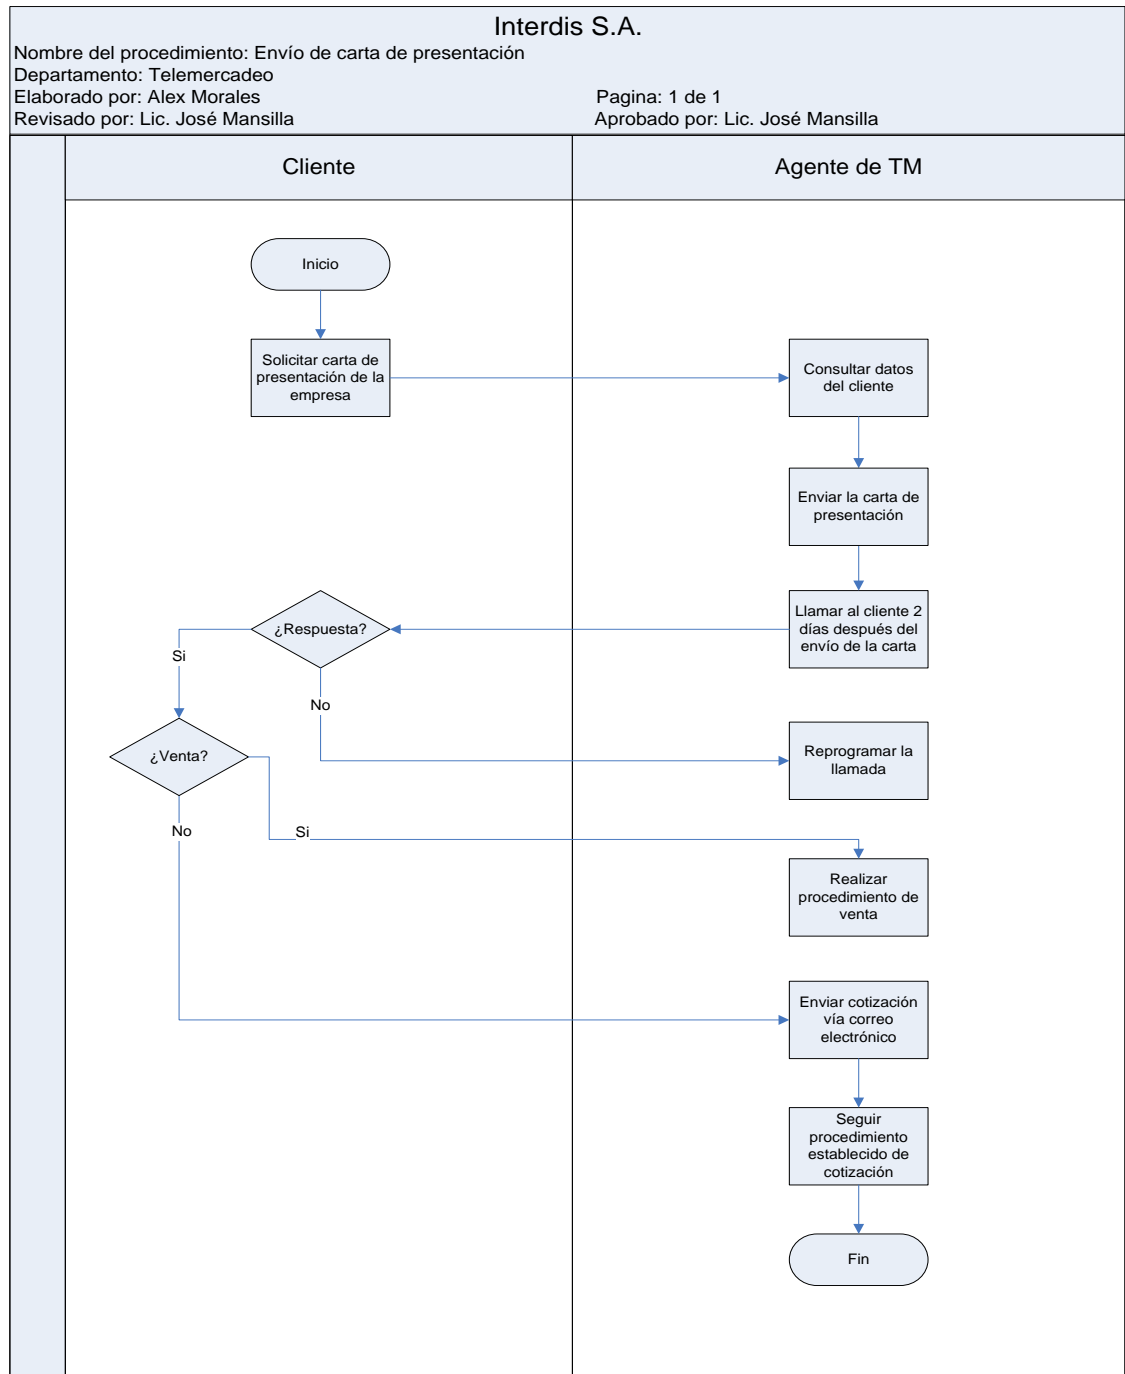 Interdis S.A.
Nombre del procedimiento: Envío de carta de presentación
Departamento: Telemercadeo
Elaborado por: Alex Morales
Pagina: 1 de 1
Revisado por: Lic. José Mansilla
Aprobado por: Lic. José Mansilla
Cliente
Agente de TM
Inicio
Solicitar carta de
presentación de la
empresa
Consultar datos
del cliente
Enviar la carta de
presentación
Llamar al cliente 2
días después del
envío de la carta
¿Respuesta?
Si
No
¿Venta?
Reprogramar la
llamada
No
Si
Realizar
procedimiento de
venta
Enviar cotización
vía correo
electrónico
Seguir
procedimiento
establecido de
cotización
Fin